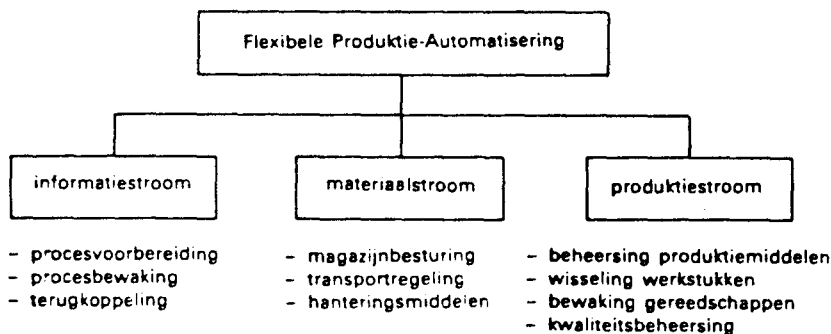 Flexibele Produktie-Automatisering
informatiestroom
materiaalstroom
produktiestroom
- procesvoorbereiding
- procesbewaking
- terugkoppeling
- magazijnbesturing
- transportregeling
- hanteringsmiddelen
- beheersing produktiemiddelen
- wisseling werkstukken
- bewaking gereedschappen
- kwaliteitsbeheersing